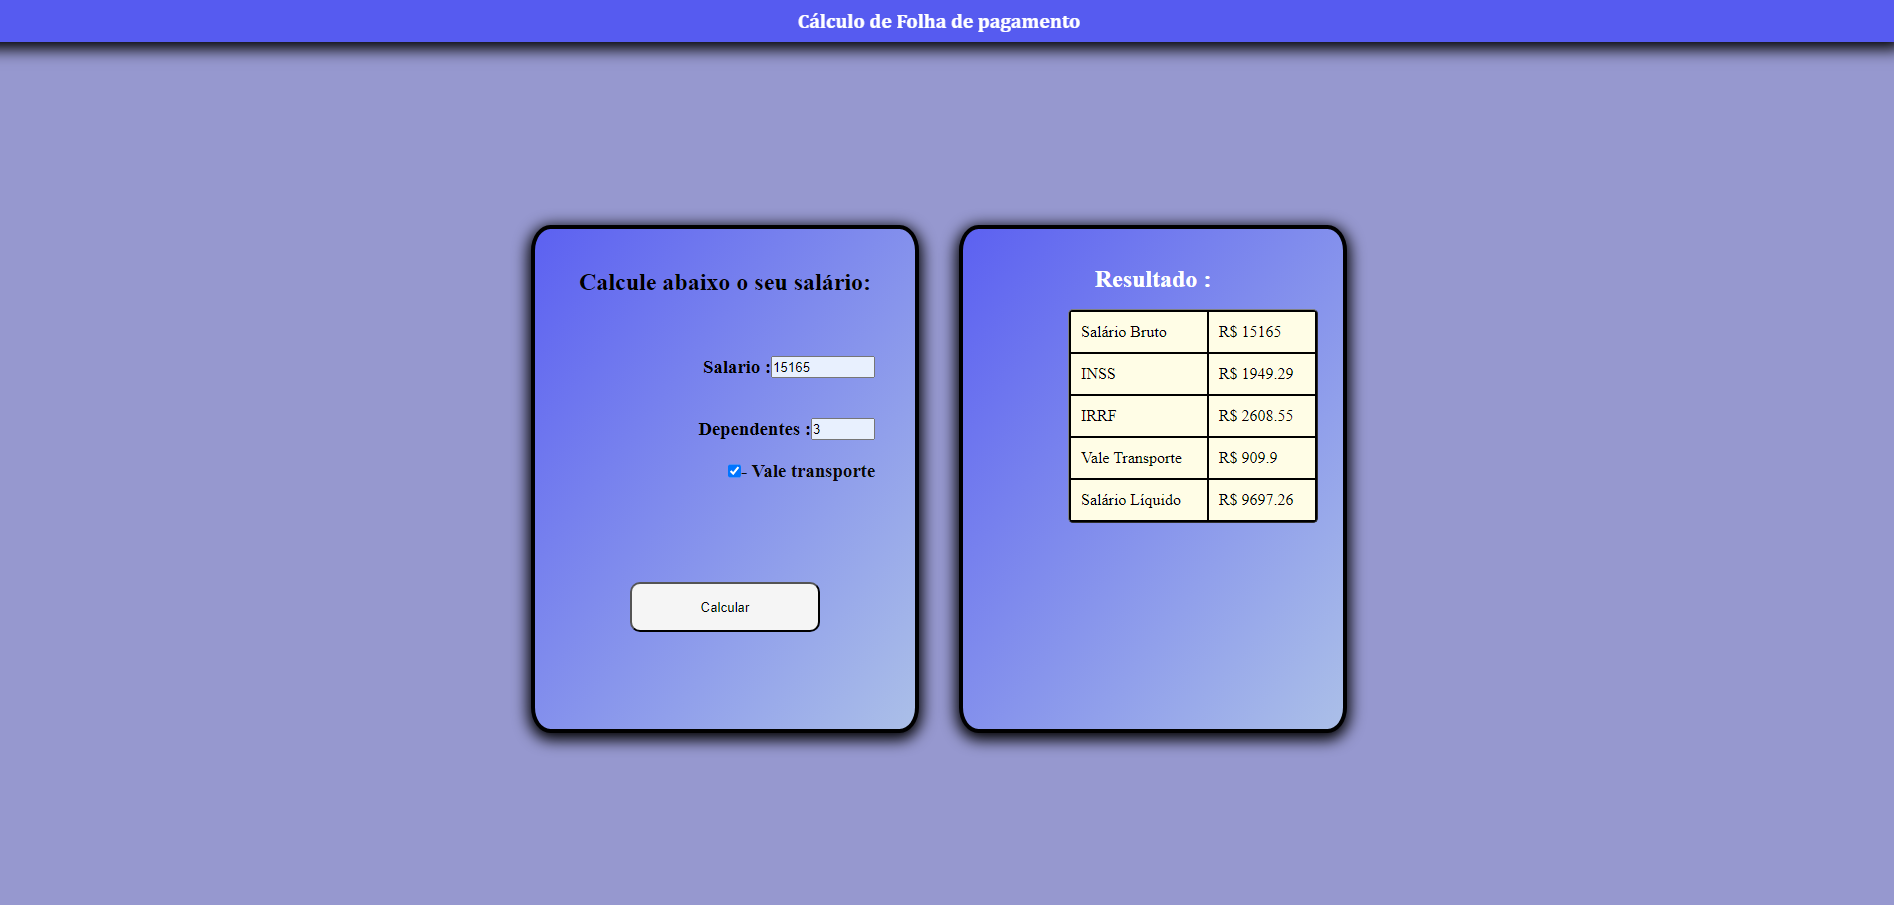 Cálculo de Folha de pagamento
Calcule abaixo o seu salário:
Salario :15165
Dependentes :3
- Vale transporte
Calcular
Resultado :
Salário Bruto R$ 15165
INSS R$ 1949.29
IRRF R$ 2608.55
Vale Transporte R$ 909.9
Salário Líquido R$ 9697.26